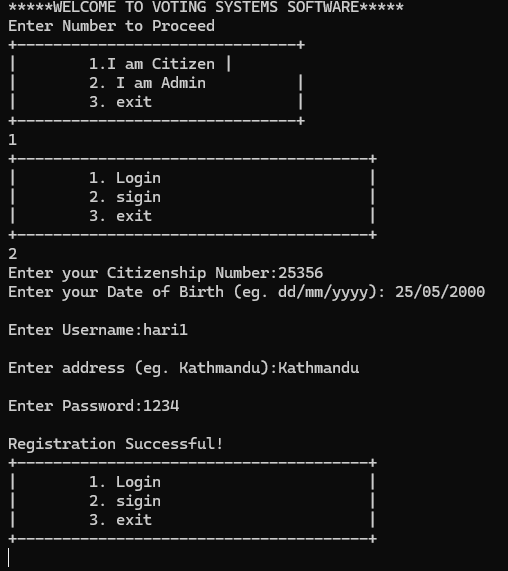 *****WELCOME TO VOTING SYSTEMS SOFTWARE*****
Enter Number to Proceed
+-------------------------------+
|        1.I am Citizen |
|        2. I am Admin          |
|        3. exit                |
+-------------------------------+
1
+---------------------------------------+
|        1. Login                       |
|        2. sigin                       |
|        3. exit                        |
+---------------------------------------+
2
Enter your Citizenship Number:25356
Enter your Date of Birth (eg. dd/mm/yyyy): 25/05/2000
Enter Username:hari1
Enter address (eg. Kathmandu):Kathmandu
Enter Password:1234
Registration Successful!
+---------------------------------------+
|        1. Login                       |
|        2. sigin                       |
|        3. exit                        |
+---------------------------------------+